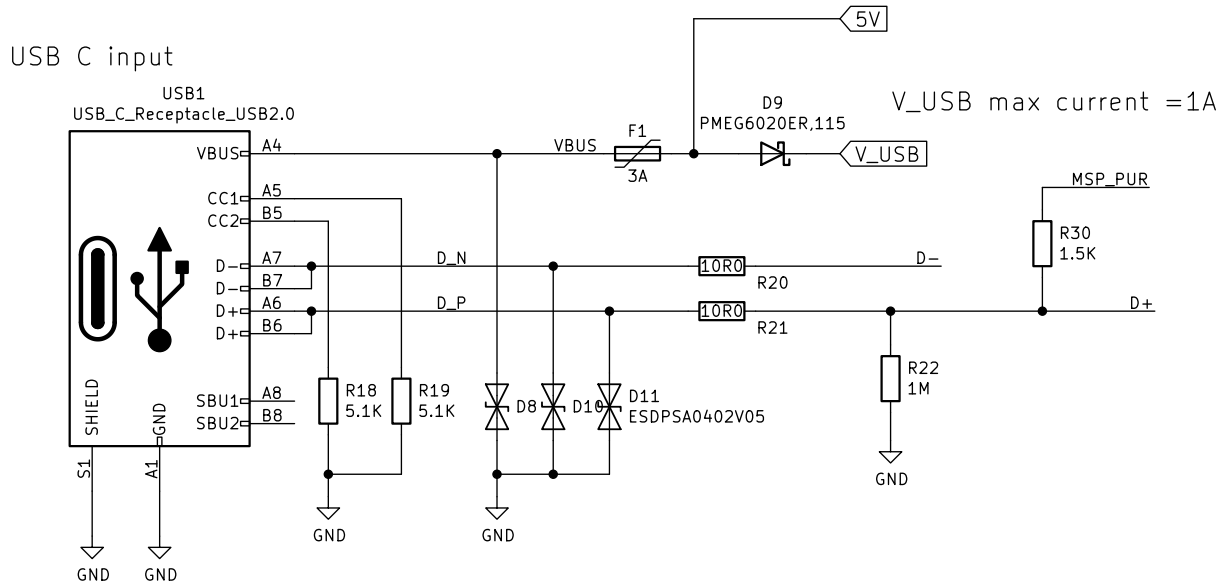 5V
USB C input
USB1
USB_C_Receptacle_USB2.0
V_USB max current =1A
D9
PMEG6020ER,115
F1
VBUS A4
VBUS
3A
V_USB
CC1 A5
CC2 B5
MSP_PUR
R30
1.5K
D- A7
D_N
10R0
R20
D-
D- B7
D+ A6
D_P
10R0
R21
D+
D+ B6
R22
1M
SHIELD
GND
SBU1 A8
SBU2 B8
R18
5.1K
R19
5.1K
D8
D10
D11
ESDPSA0402V05
S1
A1
GND
GND
GND
GND
GND